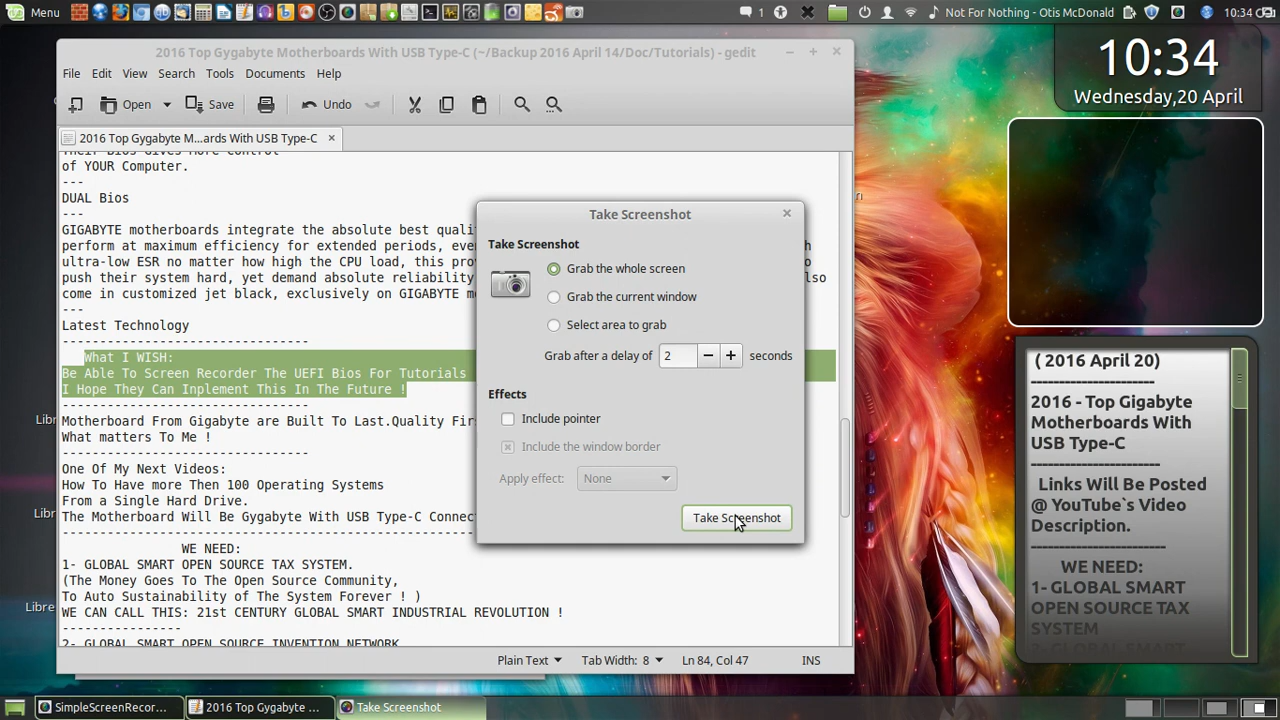 Menu
1
Not For Nothing - Otis McDonald
10:34
2016 Top Gygabyte Motherboards With USB Type-C (~/Backup 2016 April 14/Doc/Tutorials) - gedit
File Edit View Search Tools Documents Help
Open Save Undo
2016 Top Gygabyte M...ards With USB Type-C
of YOUR Computer.
---
DUAL Bios
---
GIGABYTE motherboards integrate the absolute best
perform at maximum efficiency for extended periods,
ultra-low ESR no matter how high the CPU load, this
push their system hard, yet demand absolute reliability
come in customized jet black, exclusively on GIGABYTE
---
Latest Technology
-------------------------------
What I WISH:
Be Able To Screen Recorder The UEFI Bios For Tutorials
I Hope They Can Inplement This In The Future !
-------------------------------
Motherboard From Gigabyte are Built To Last.Quality
What matters To Me !
-------------------------------
One Of My Next Videos:
How To Have more Then 100 Operating Systems
From a Single Hard Drive.
The Motherboard Will Be Gygabyte With USB Type-C
WE NEED:
1- GLOBAL SMART OPEN SOURCE TAX SYSTEM.
(The Money Goes To The Open Source Community,
To Auto Sustainability of The System Forever ! )
WE CAN CALL THIS: 21st CENTURY GLOBAL SMART INDUSTRIAL REVOLUTION !
---------------
2- GLOBAL SMART OPEN SOURCE INVENTION NETWORK
Plain Text Tab Width: 8 Ln 84, Col 47 INS
Take Screenshot
Take Screenshot
Grab the whole screen
Grab the current window
Select area to grab
Grab after a delay of 2 seconds
Effects
Include pointer
Include the window border
Apply effect: None
Take Screenshot
10:34
Wednesday,20 April
( 2016 April 20)
----------------------
2016 - Top Gigabyte
Motherboards With
USB Type-C
-----------------------
Links Will Be Posted
@ YouTube`s Video
Description.
------------------------
WE NEED:
1- GLOBAL SMART
OPEN SOURCE TAX
SYSTEM
2- GLOBAL SMART
Libre
SimpleScreenRecor... 2016 Top Gygabyte ... Take Screenshot